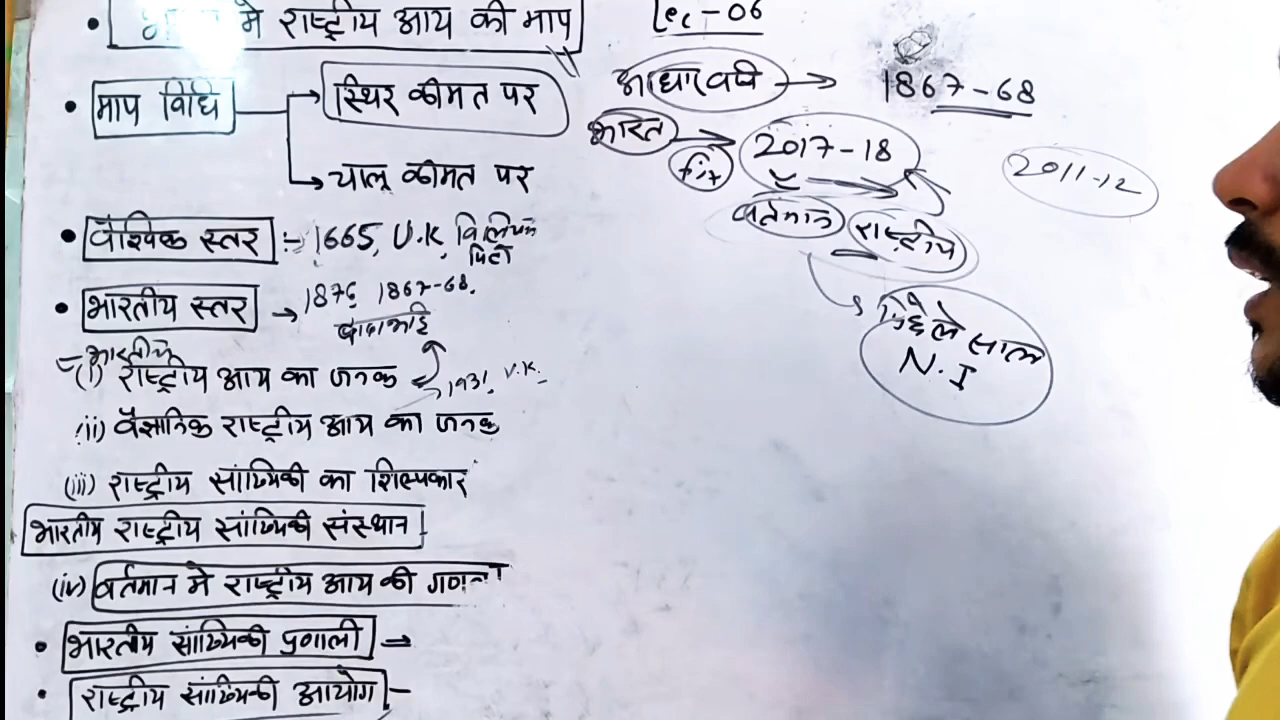 में राष्ट्रीय आय की माप
Lec-06
माप विधि → स्थिर कीमत पर
→ चालू कीमत पर
आधार वर्ष → 1867-68
भारत → 2017-18
2011-12
वर्तमान राष्ट्रीय
पिछले साल
N.I
वैश्विक स्तर :- 1665, U.K, विलियम
पिटी
भारतीय स्तर → 1876 1867-68.
दादाभाई
भारतीय
(i) राष्ट्रीय आय का जनक
1931, U.K.
(ii) वैज्ञानिक राष्ट्रीय आय का जनक
(iii) राष्ट्रीय सांख्यिकी का शिल्पकार
भारतीय राष्ट्रीय सांख्यिकी संस्थान
(iv) वर्तमान में राष्ट्रीय आय की गणना
भारतीय सांख्यिकी प्रणाली →
राष्ट्रीय सांख्यिकी आयोग -